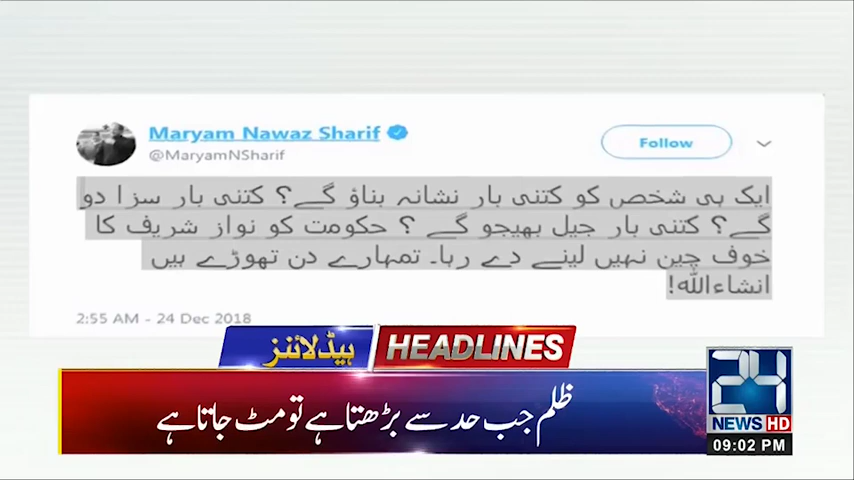 Maryam Nawaz Sharif
Follow
@MaryamNSharif
ایک ہی شخص کو کتنی بار نشانہ بناؤ گے؟ کتنی بار سزا دو
گے؟ کتنی بار جیل بھیجو گے ؟ حکومت کو نواز شریف کا
خوف چین نہیں لینے دے رہا۔ تمہارے دن تھوڑے ہیں
انشاءاللہ!
2:55 AM - 24 Dec 2018
ہیڈلائنز HEADLINES
ظلم جب حد سے بڑھتا ہے تو مٹ جاتا ہے
24
NEWS HD
09:02 PM